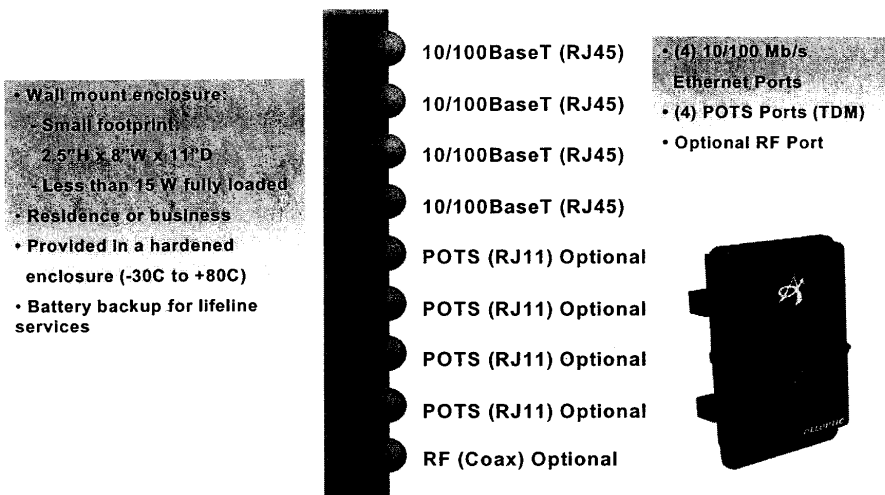 • Wall mount enclosure:
- Small footprint:
2.5"H x 8"W x 11"D
- Less than 15 W fully loaded
• Residence or business
• Provided in a hardened
enclosure (-30C to +80C)
• Battery backup for lifeline
services
10/100BaseT (RJ45)
10/100BaseT (RJ45)
10/100BaseT (RJ45)
10/100BaseT (RJ45)
POTS (RJ11) Optional
POTS (RJ11) Optional
POTS (RJ11) Optional
POTS (RJ11) Optional
RF (Coax) Optional
• (4) 10/100 Mb/s
Ethernet Ports
• (4) POTS Ports (TDM)
• Optional RF Port